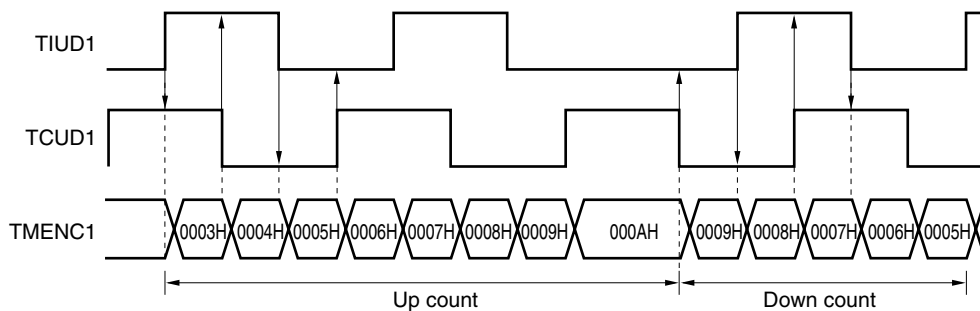 TIUD1
TCUD1
TMENC1 0003H 0004H 0005H 0006H 0007H 0008H 0009H 000AH 0009H 0008H 0007H 0006H 0005H
Up count Down count